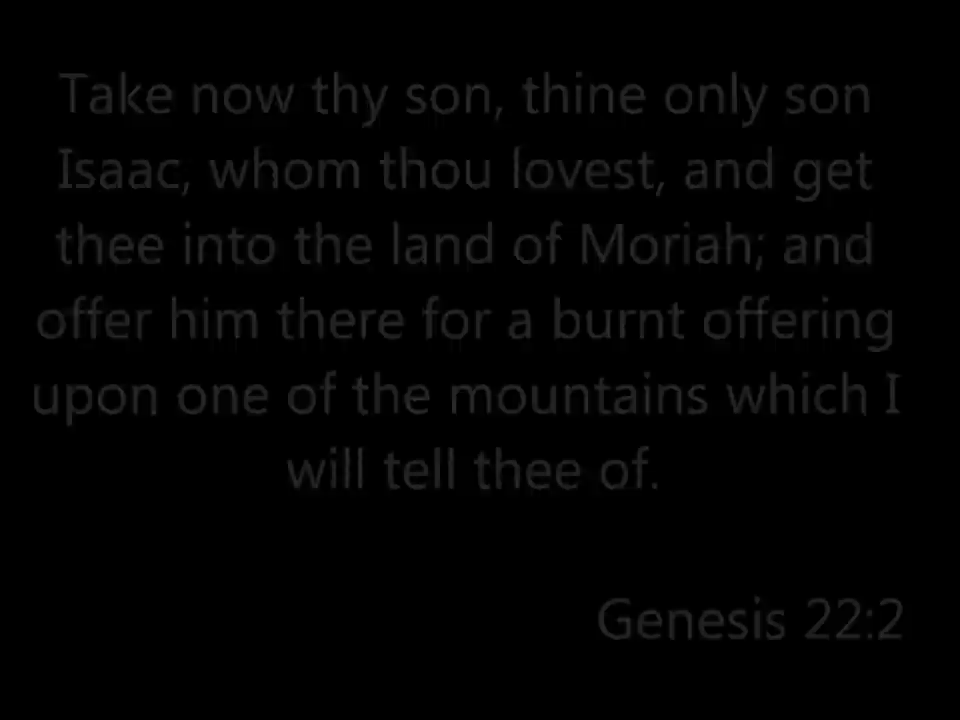 Take now thy son, thine only son
Isaac, whom thou lovest, and get
thee into the land of Moriah; and
offer him there for a burnt offering
upon one of the mountains which I
will tell thee of.
Genesis 22:2